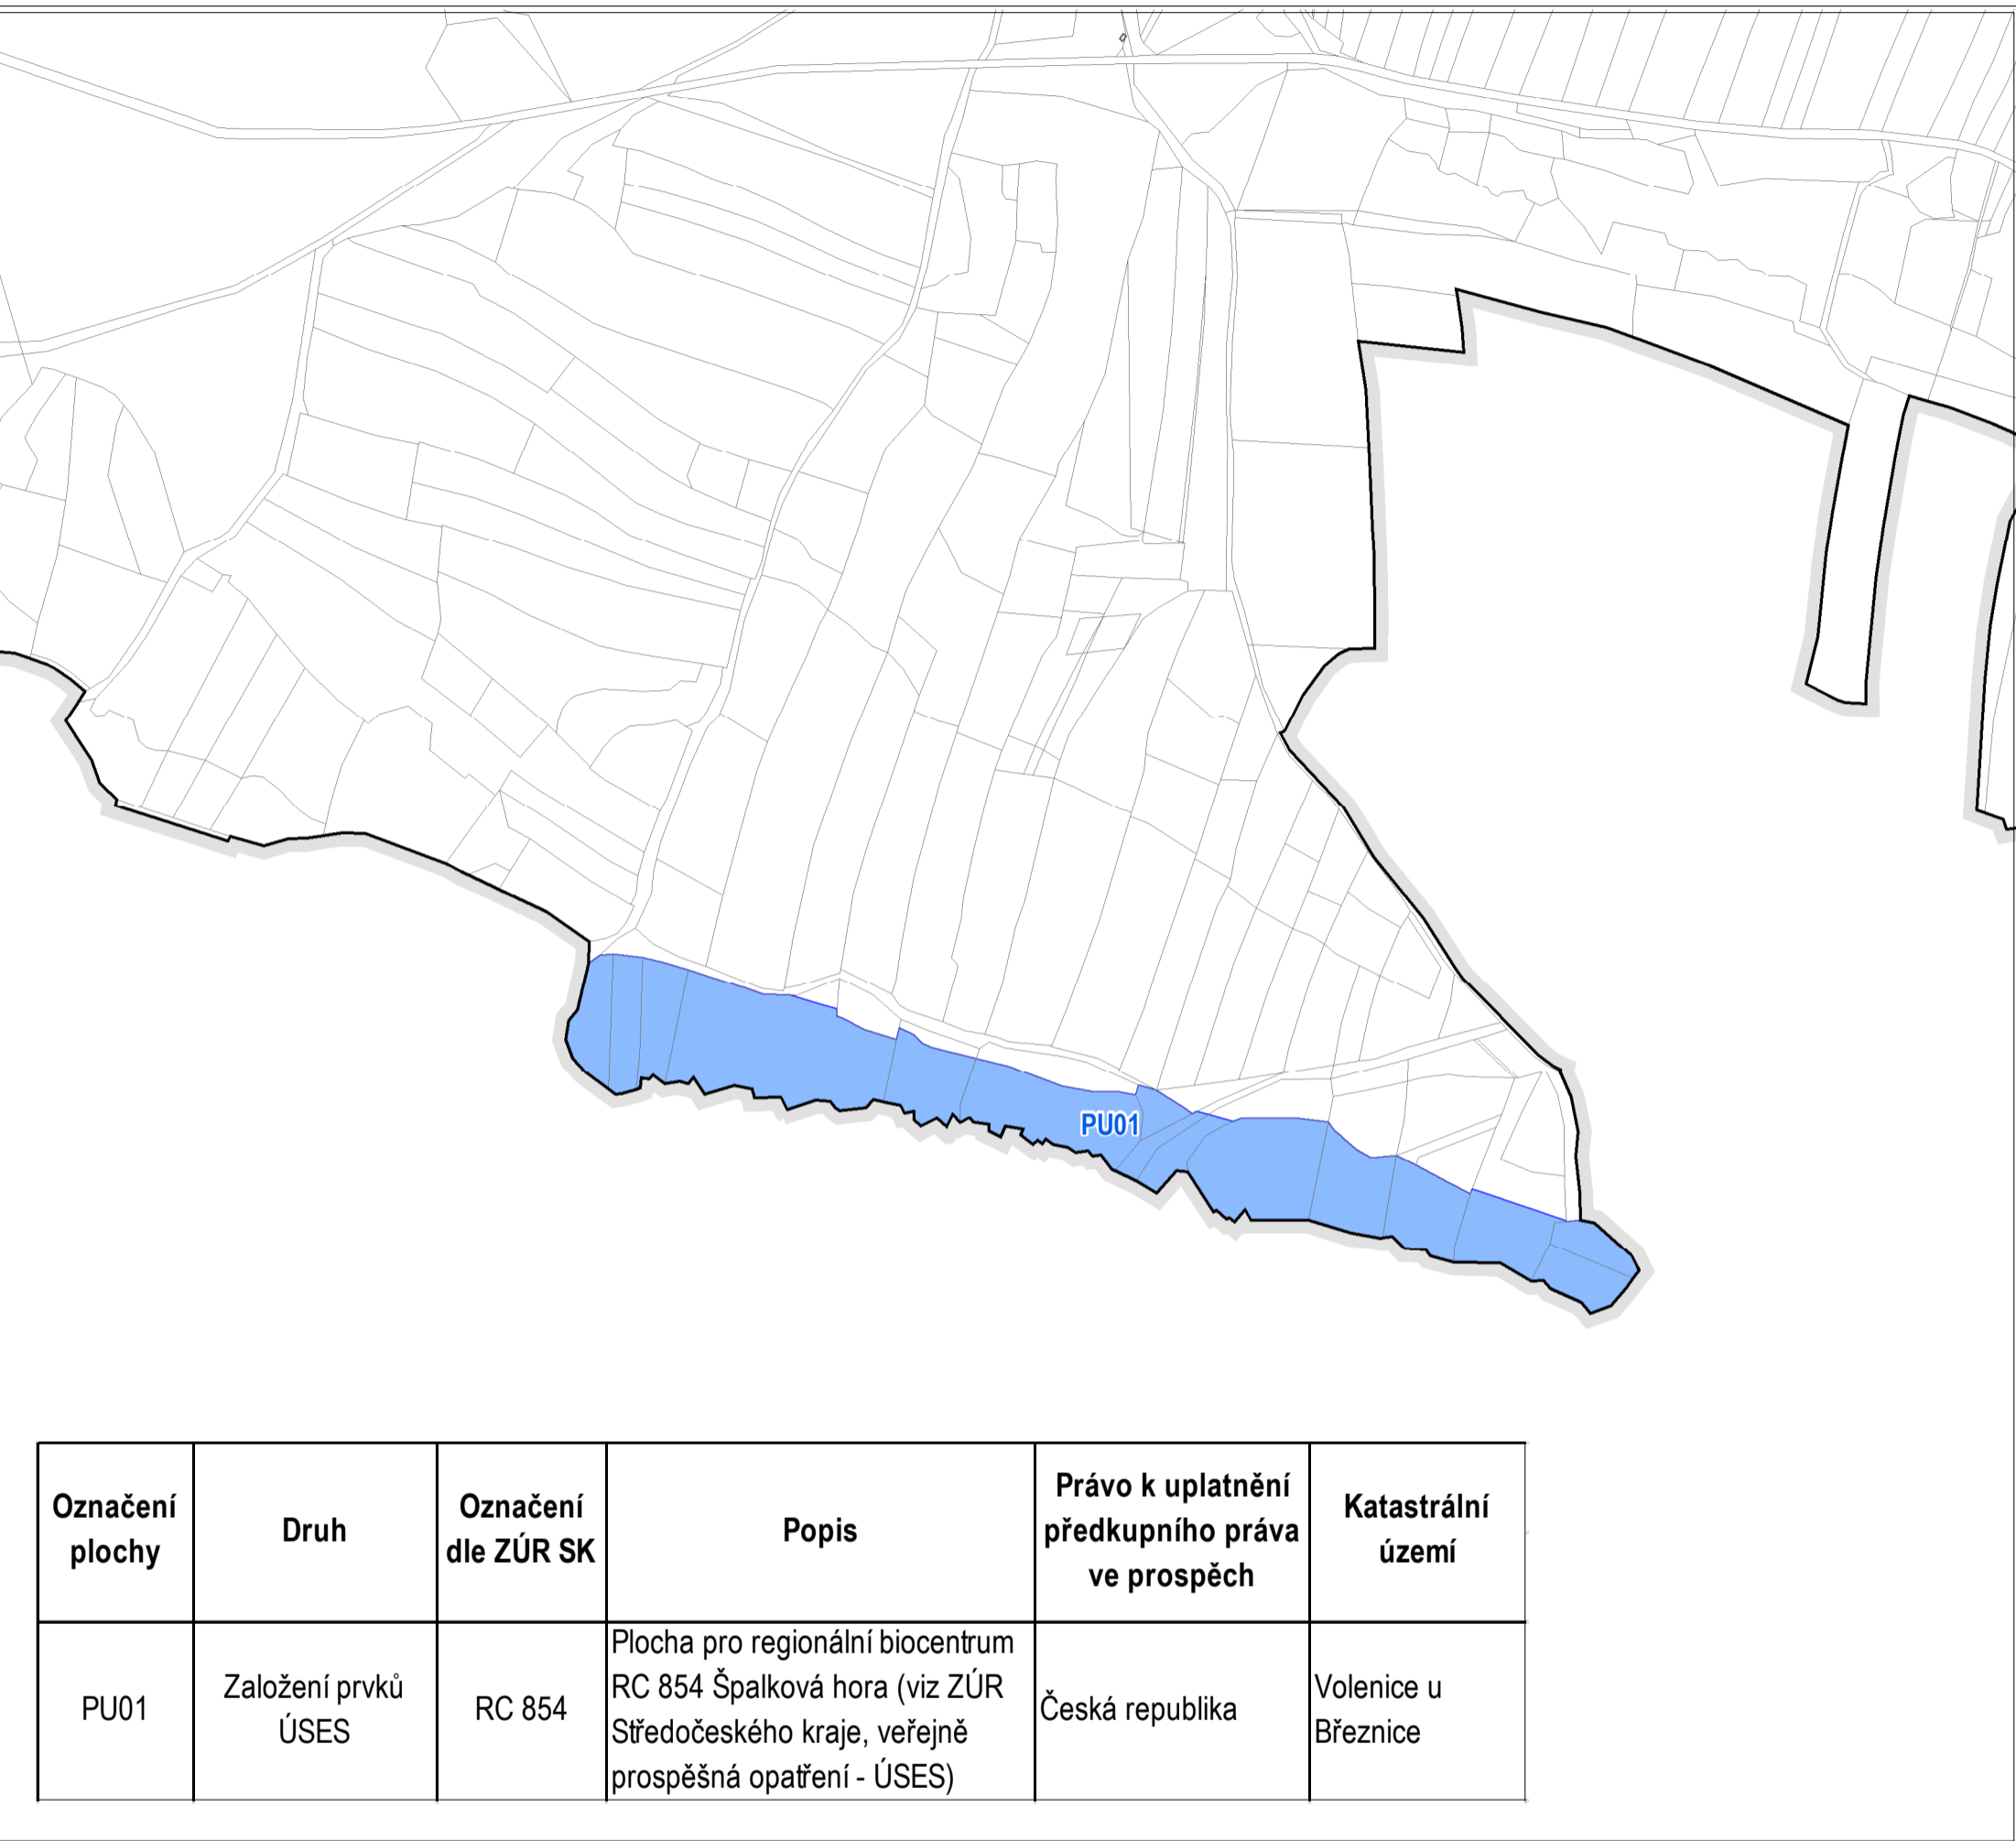 PU01
Označení
plochy
Druh
Označení
dle ZÚR SK
Popis
Právo k uplatnění
předkupního práva
ve prospěch
Katastrální
území
PU01
Založení prvků
ÚSES
RC 854
Plocha pro regionální biocentrum
RC 854 Špalková hora (viz ZÚR
Středočeského kraje, veřejně
prospěšná opatření - ÚSES)
Česká republika
Volenice u
Březnice